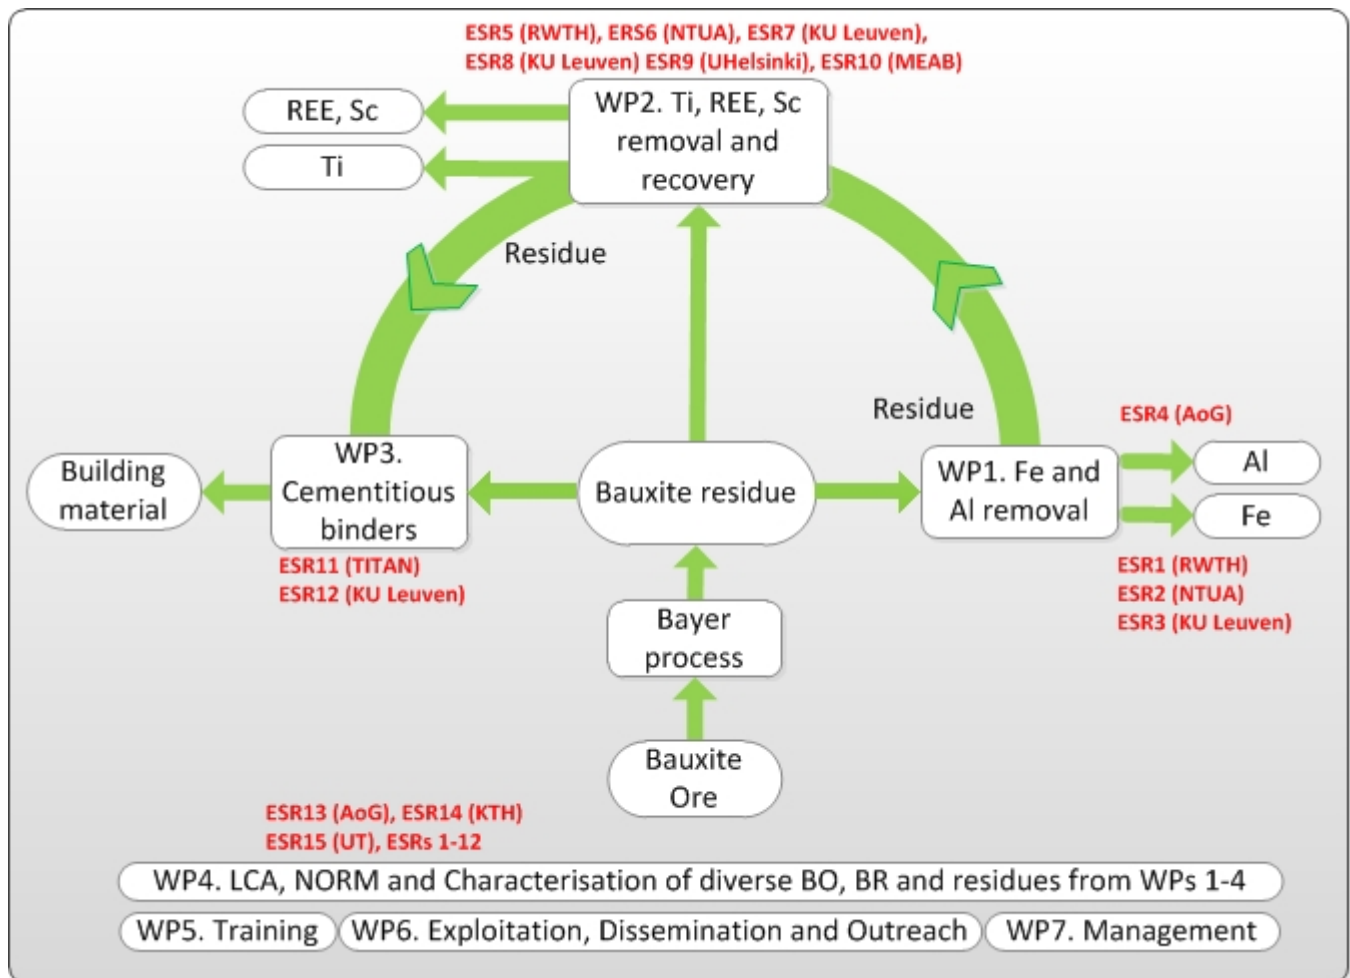 ESR5 (RWTH), ERS6 (NTUA), ESR7 (KU Leuven),
ESR8 (KU Leuven) ESR9 (UHelsinki), ESR10 (MEAB)
WP2. Ti, REE, Sc
removal and
recovery
REE, Sc
Ti
Residue
Residue
ESR4 (AoG)
WP3.
Cementitious
binders
Building
material
Bauxite residue
WP1. Fe and
Al removal
Al
Fe
ESR11 (TITAN)
ESR12 (KU Leuven)
ESR1 (RWTH)
ESR2 (NTUA)
ESR3 (KU Leuven)
Bayer
process
Bauxite
Ore
ESR13 (AoG), ESR14 (KTH)
ESR15 (UT), ESRs 1-12
WP4. LCA, NORM and Characterisation of diverse BO, BR and residues from WPs 1-4
WP5. Training
WP6. Exploitation, Dissemination and Outreach
WP7. Management